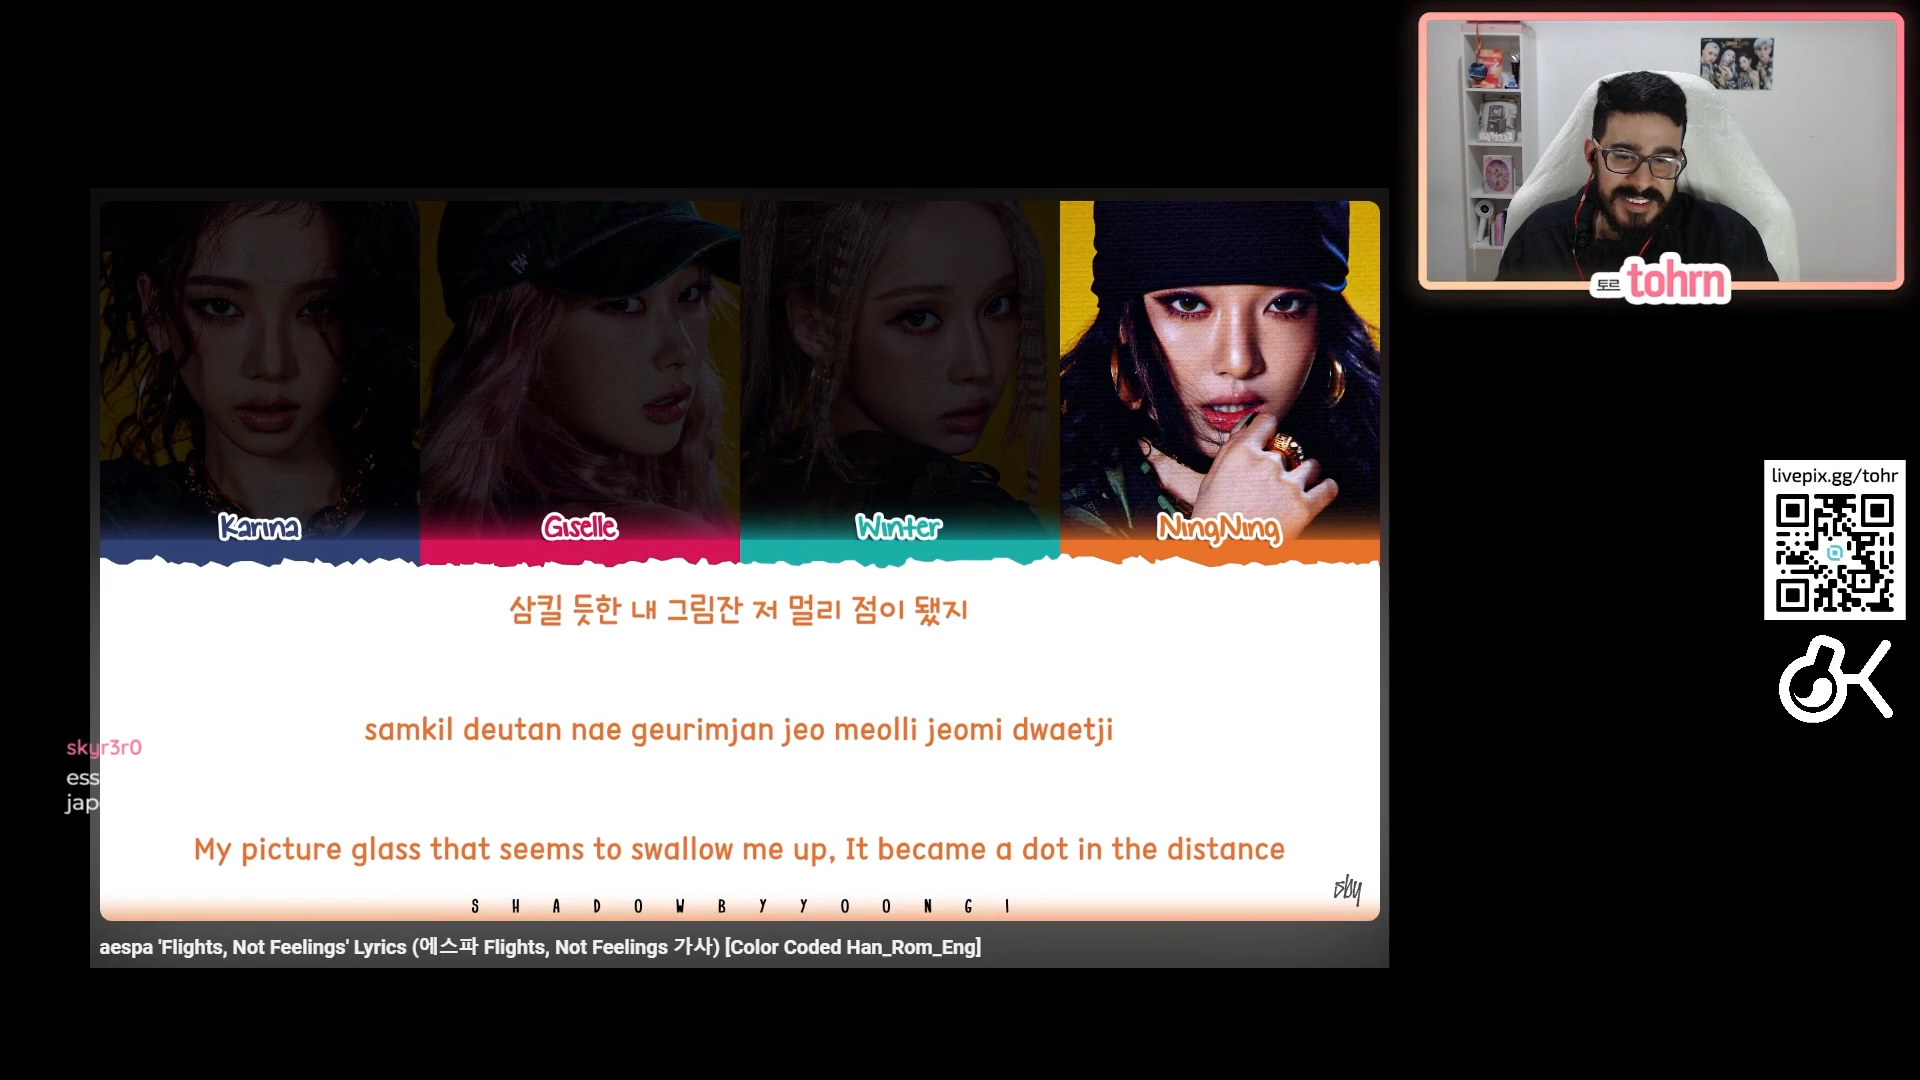 토르 tohrn
livepix.gg/tohr
Karina
Giselle
Winter
NingNing
삼킬 듯한 내 그림잔 저 멀리 점이 됐지
samkil deutan nae geurimjan jeo meolli jeomi dwaetji
My picture glass that seems to swallow me up, It became a dot in the distance
skyr3r0
ess
jap
sby
SHADOWBYYOONGI
aespa 'Flights, Not Feelings' Lyrics (에스파 Flights, Not Feelings 가사) [Color Coded Han_Rom_Eng]